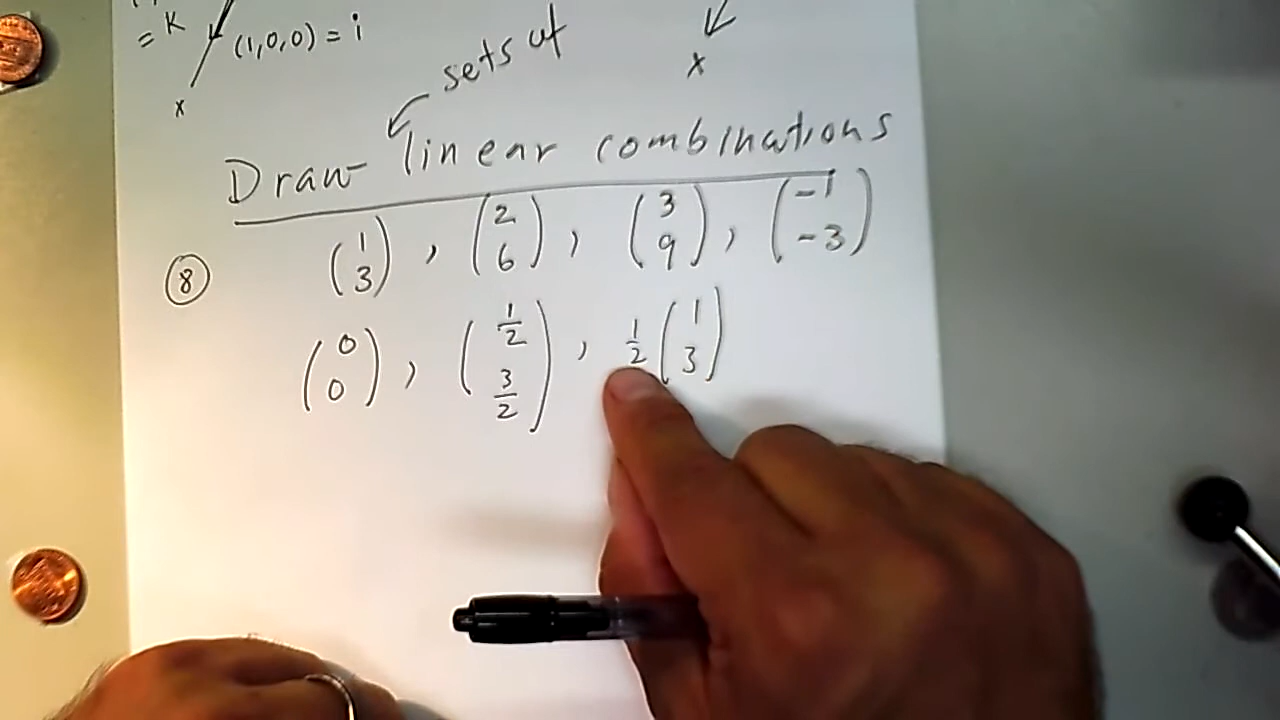 = K (1,0,0) = i
x
sets of
x
Draw linear combinations
⑧ (1 3), (2 6), (3 9), (-1 -3)
(0 0), (1/2 3/2), 1/2 (1 3)